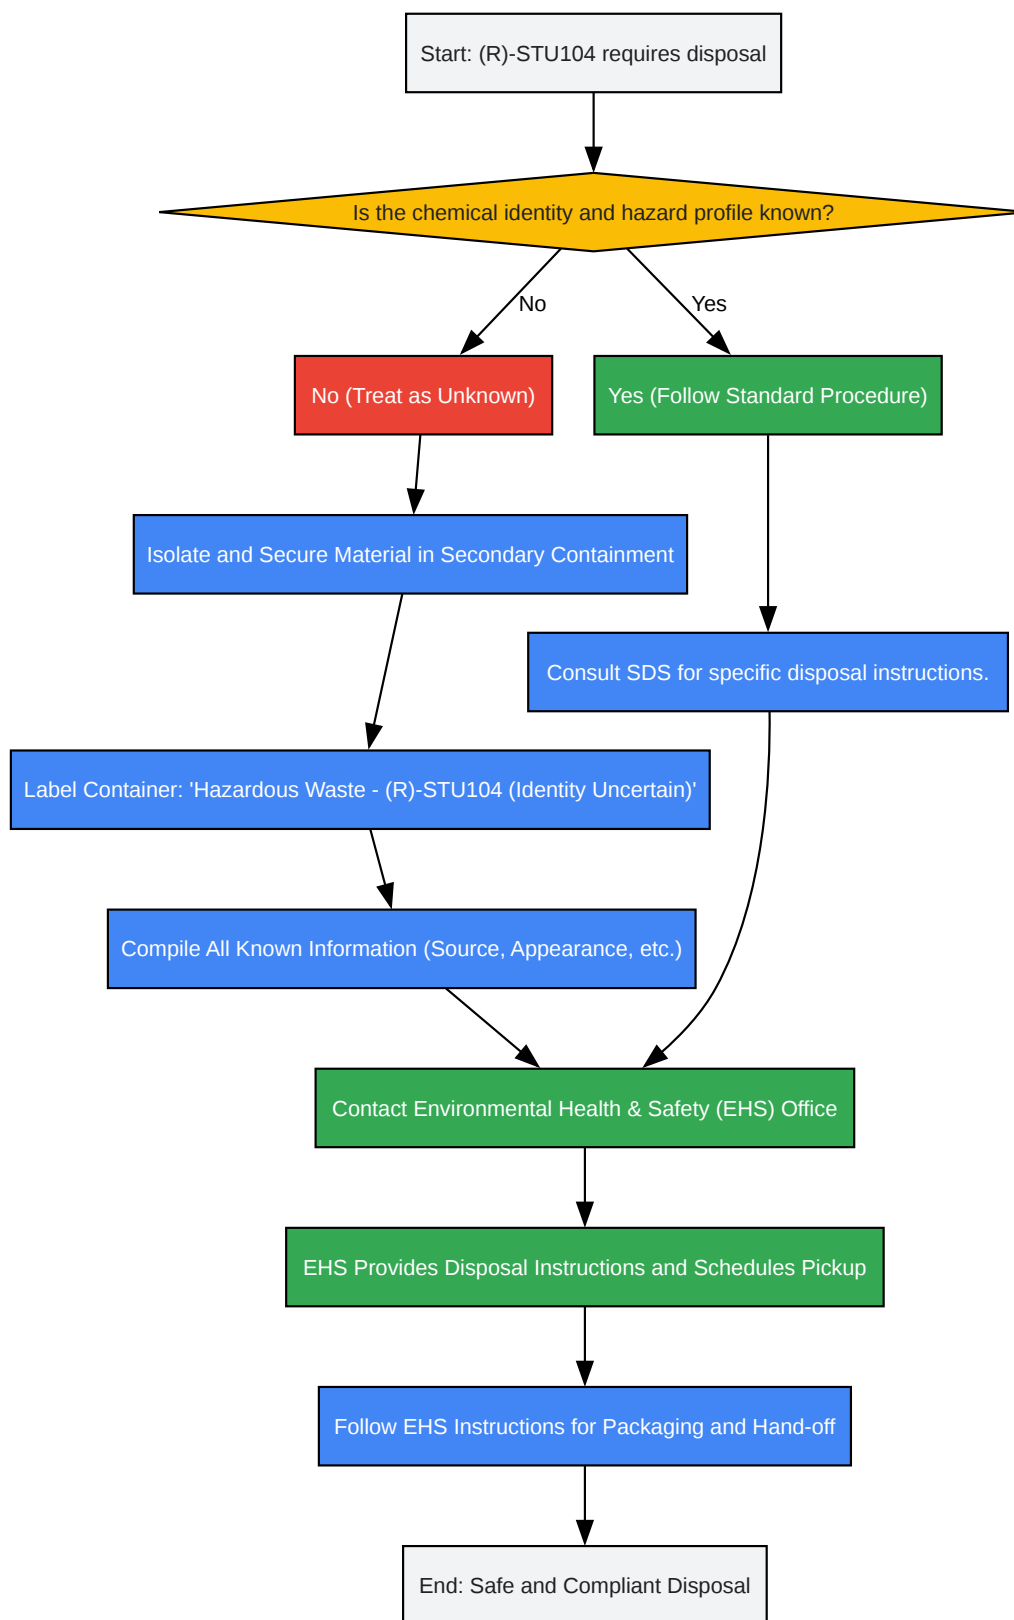 Start: (R)-STU104 requires disposal
Is the chemical identity and hazard profile known?
No
Yes
No (Treat as Unknown)
Yes (Follow Standard Procedure)
Isolate and Secure Material in Secondary Containment
Consult SDS for specific disposal instructions.
Label Container: 'Hazardous Waste - (R)-STU104 (Identity Uncertain)'
Compile All Known Information (Source, Appearance, etc.)
Contact Environmental Health & Safety (EHS) Office
EHS Provides Disposal Instructions and Schedules Pickup
Follow EHS Instructions for Packaging and Hand-off
End: Safe and Compliant Disposal